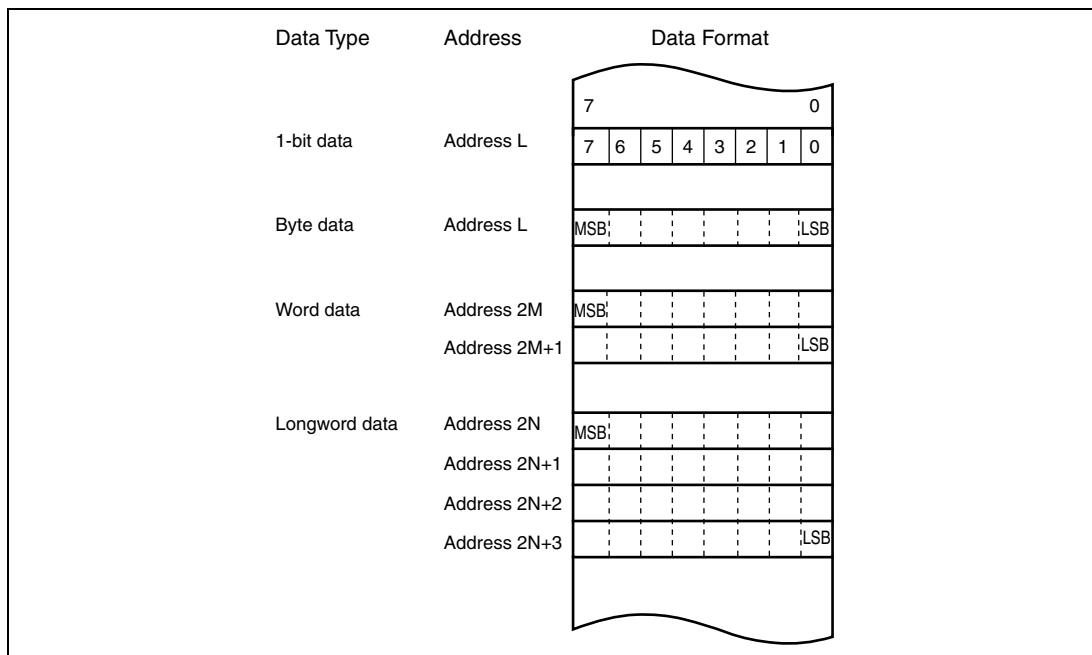 Data Type Address Data Format
7 0
1-bit data Address L 7 6 5 4 3 2 1 0
Byte data Address L MSB LSB
Word data Address 2M MSB
Address 2M+1 LSB
Longword data Address 2N MSB
Address 2N+1
Address 2N+2
Address 2N+3 LSB